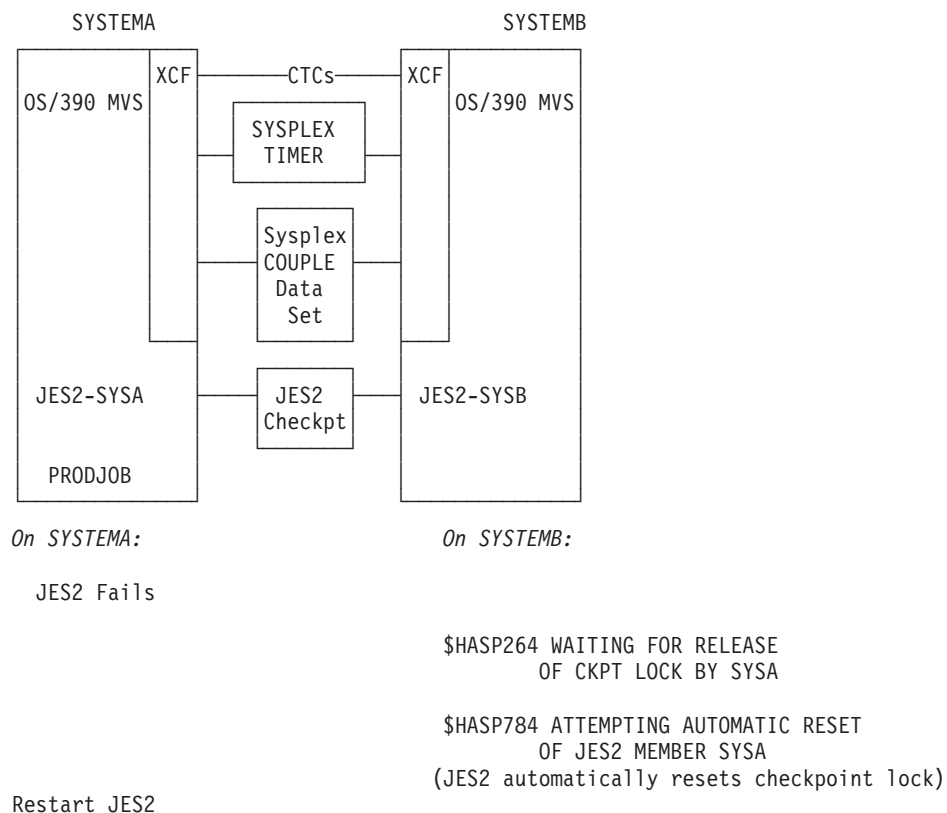 SYSTEMA SYSTEMB
XCF CTCs XCF
OS/390 MVS OS/390 MVS
SYSPLEX
TIMER
Sysplex
COUPLE
Data
Set
JES2-SYSA JES2 JES2-SYSB
Checkpt
PRODJOB
On SYSTEMA: On SYSTEMB:
JES2 Fails
$HASP264 WAITING FOR RELEASE
OF CKPT LOCK BY SYSA
$HASP784 ATTEMPTING AUTOMATIC RESET
OF JES2 MEMBER SYSA
(JES2 automatically resets checkpoint lock)
Restart JES2